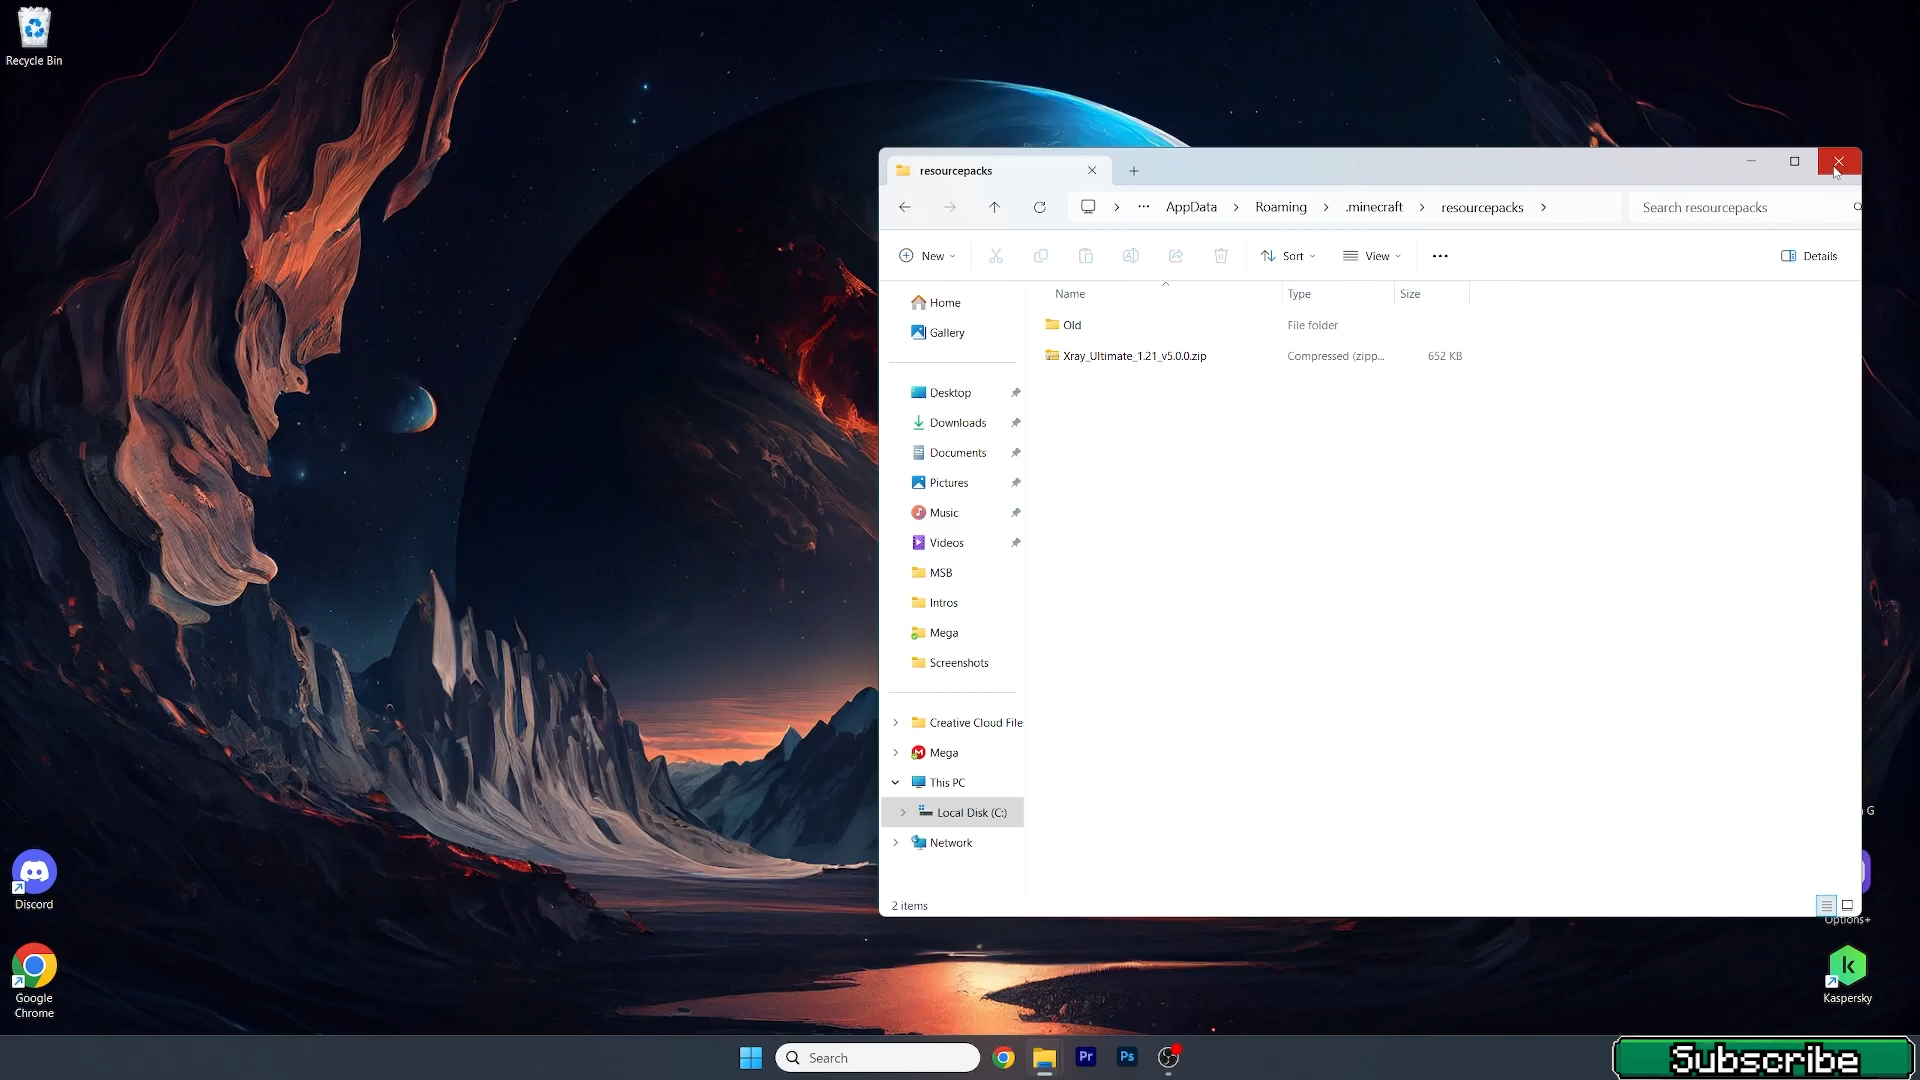 Recycle Bin
resourcepacks
AppData
Roaming
.minecraft
resourcepacks
Search resourcepacks
New
Sort
View
Details
Name
Type
Size
Old
File folder
Xray_Ultimate_1.21_v5.0.0.zip
Compressed (zipp...
652 KB
Home
Gallery
Desktop
Downloads
Documents
Pictures
Music
Videos
MSB
Intros
Mega
Screenshots
Creative Cloud File
Mega
This PC
Local Disk (C:)
Network
2 items
G
Options+
Discord
Google
Chrome
Kaspersky
Search
Pr
Ps
Subscribe